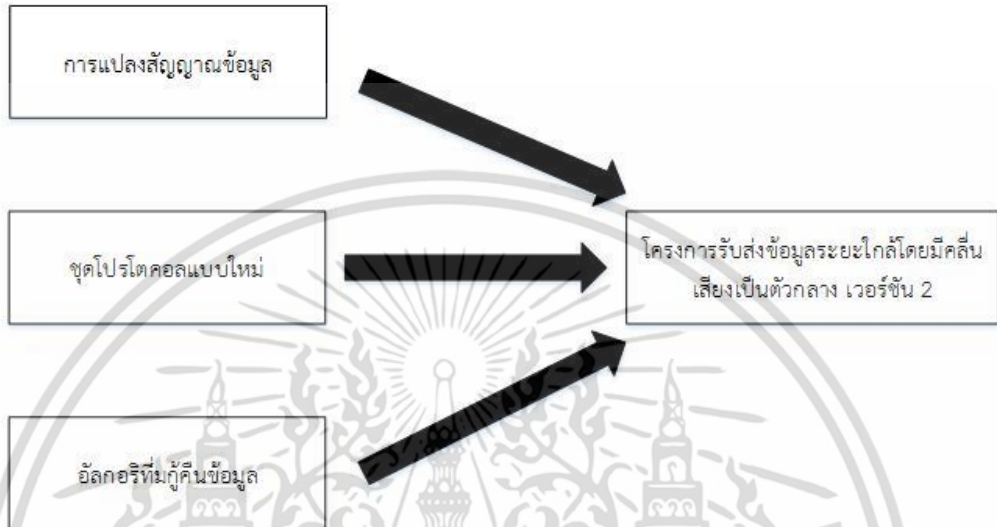 การแปลงสัญญาณข้อมูล
ชุดโปรโตคอลแบบใหม่
โครงการรับส่งข้อมูลระยะใกล้โดยมีคลื่น
เสียงเป็นตัวกลาง เวอร์ชัน 2
อัลกอริทึ่มกู้คืนข้อมูล